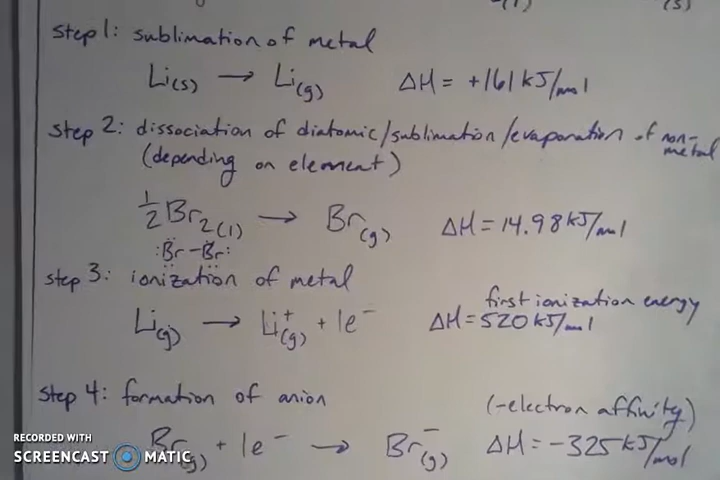 (s)
step 1: sublimation of metal
Li(s) → Li(g) ΔH = +161 kJ/mol
step 2: dissociation of diatomic/sublimation/evaporation of non-metal
(depending on element)
½Br₂(l) → Br(g) ΔH = 14.98 kJ/mol
:Br-Br:
step 3: ionization of metal
first ionization energy
Li(g) → Li⁺(g) + 1e⁻ ΔH = 520 kJ/mol
step 4: formation of anion
(-electron affinity)
Br(g) + 1e⁻ → Br⁻(g) ΔH = -325 kJ/mol
RECORDED WITH
SCREENCAST MATIC